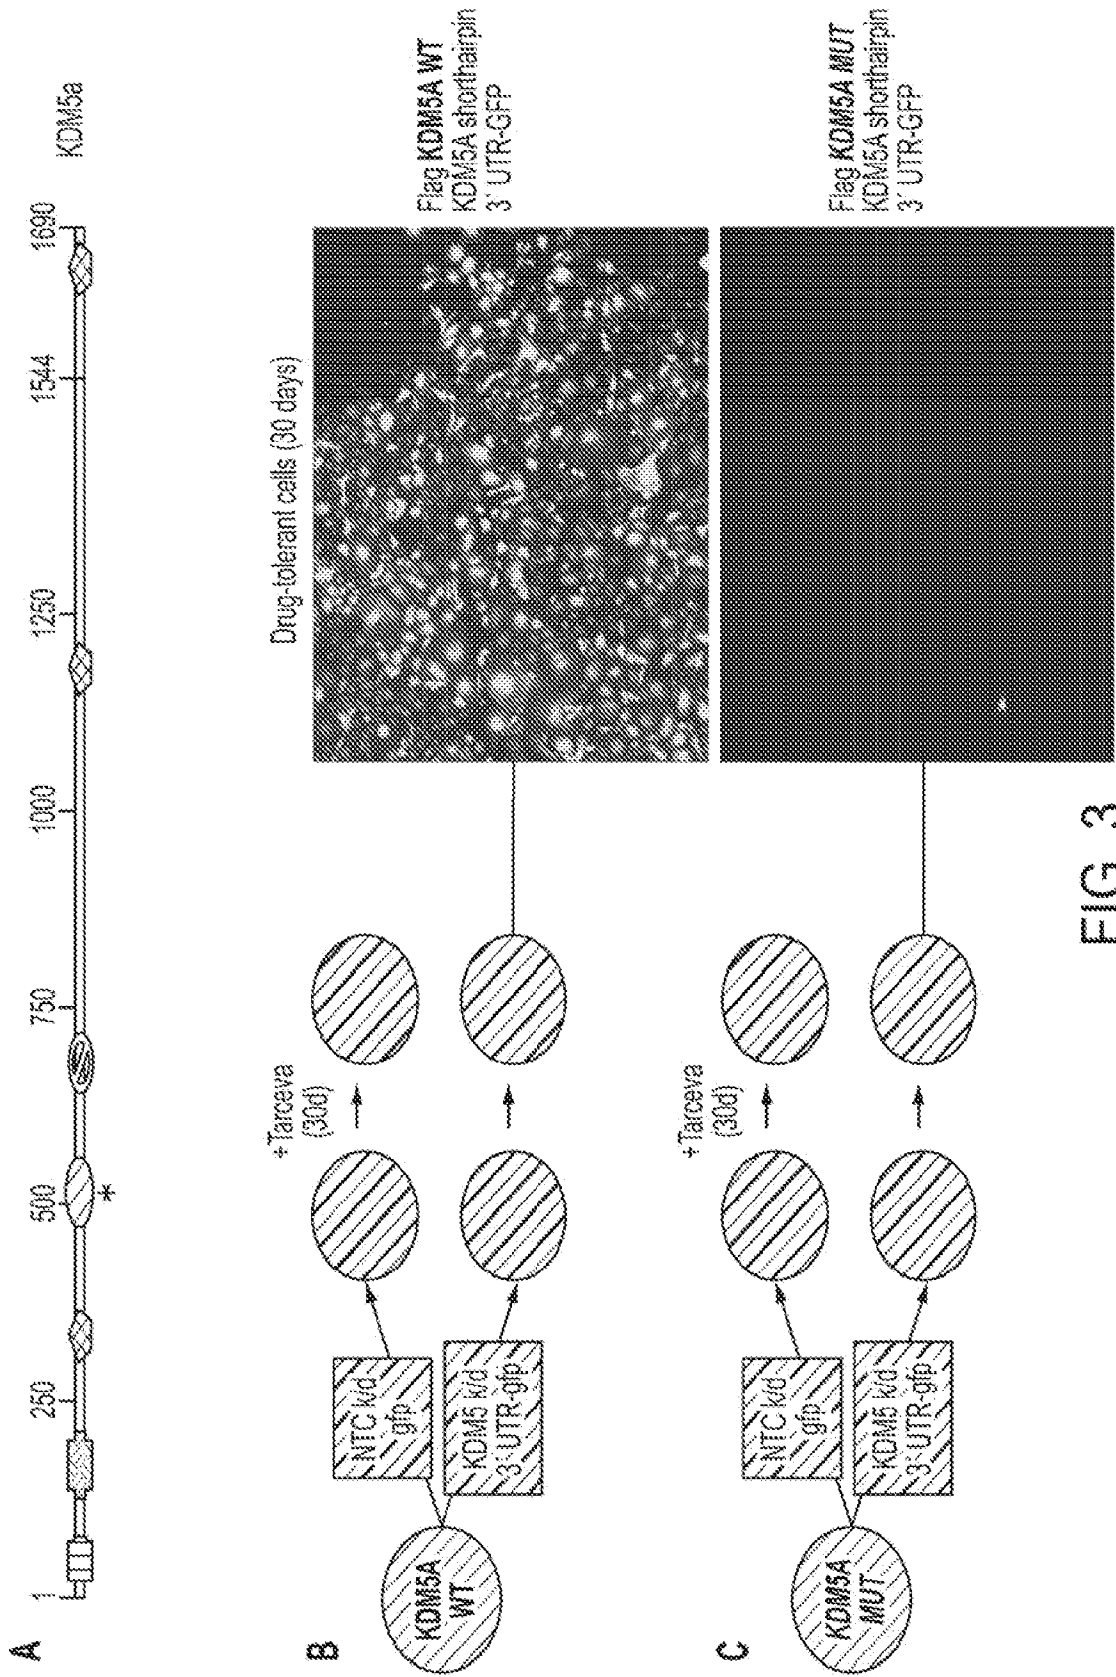 A
1
250
500
750
1000
1250
1544
1690
KDM5a
*
B
KDM5A
WT
NTC k/d
gfp
KDM5 k/d
3' UTR-gfp
+Tarceva
(30d)
Drug-tolerant cells (30 days)
Flag KDM5A WT
KDM5A shorthairpin
3' UTR-GFP
C
KDM5A
MUT
NTC k/d
gfp
KDM5 k/d
3' UTR-gfp
+Tarceva
(30d)
Flag KDM5A MUT
KDM5A shorthairpin
3' UTR-GFP
FIG. 3